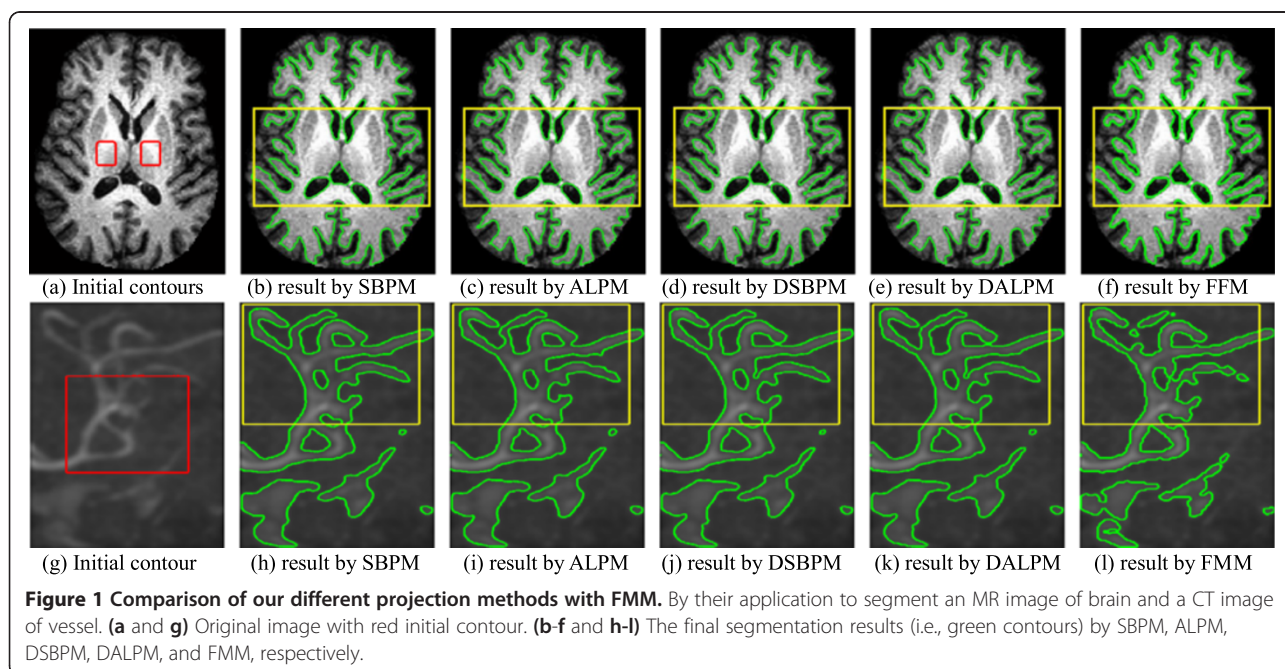 (a) Initial contours (b) result by SBPM (c) result by ALPM (d) result by DSBPM (e) result by DALPM (f) result by FFM
(g) Initial contour (h) result by SBPM (i) result by ALPM (j) result by DSBPM (k) result by DALPM (l) result by FMM
Figure 1 Comparison of our different projection methods with FMM. By their application to segment an MR image of brain and a CT image
of vessel. (a and g) Original image with red initial contour. (b-f and h-l) The final segmentation results (i.e., green contours) by SBPM, ALPM,
DSBPM, DALPM, and FMM, respectively.